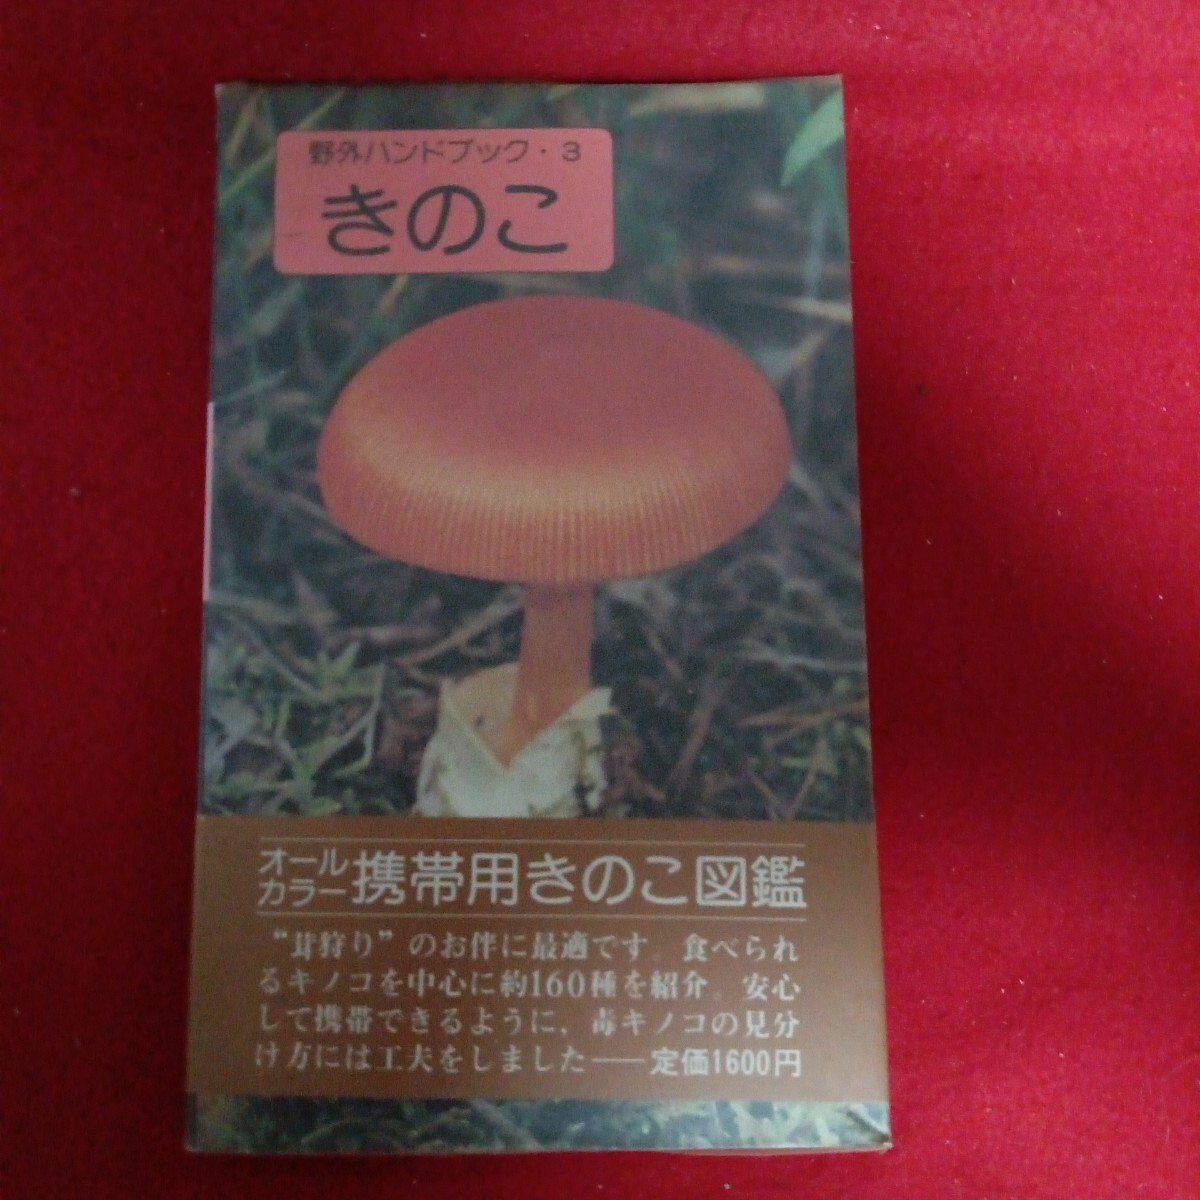 野外ハンドブック・3
きのこ
オールカラー携帯用きのこ図鑑
“茸狩り”のお伴に最適です。食べられ
るキノコを中心に約160種を紹介。安心
して携帯できるように、毒キノコの見分
け方には工夫をしました──定価1600円